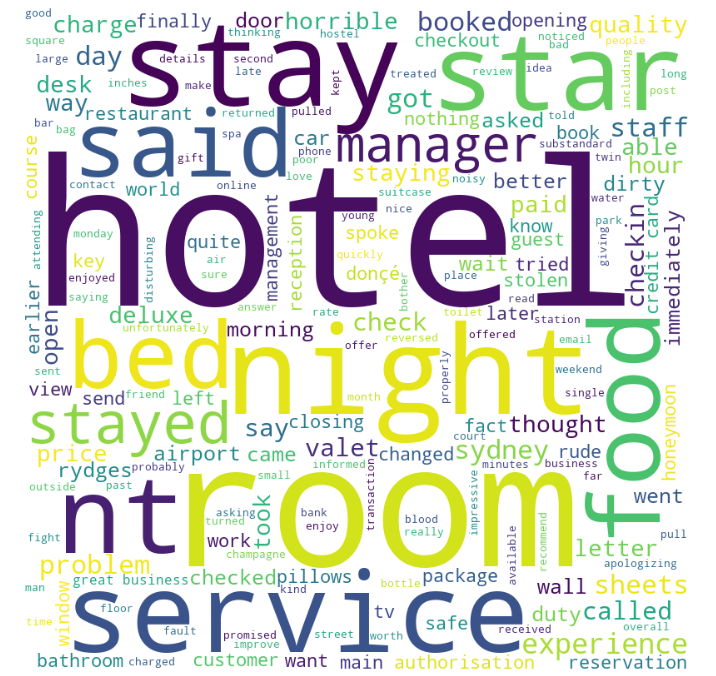 good
charge
finally
door
horrible
booked
opening
quality
square
thinking
hostel
noticed
people
stay
star
large
day
details
second
make
late
kept
checkout
bad
including
desk
inches
treated
review
idea
long
way
restaurant
returned
pulled
got
told
post
bar
bag
said
spa
car
phone
manager
nothing
asked
book
staff
course
gift
poor
substandard
able
hour
contact
world
online
love
staying
suitcase
noisy
better
twin
dirty
earlier
attending
monday
hotel
young
nice
paid
water
quite
management
reception
spoke
know
guest
giving
park
checkin
credit card
immediately
key
disturbing
air
quickly
donçé
bother
place
wait
tried
stolen
enjoyed
saying
sure
answer
rate
toilet
read
station
later
open
deluxe
unfortunately
morning
check
reversed
offered
email
view
bed
night
offer
properly
weekend
food
sent
send
friend
left
month
single
honeymoon
stayed
say
closing
court
fact
thought
price
airport
came
valet
changed
sydney
minutes
business
rude
rydges
probably
small
informed
far
went
outside
past
room
nt
took
transaction
impressive
pull
fight
asking
bank
blood
letter
work
turned
enjoy
really
available
recommend
apologizing
problem
champagne
man
great business
checked
pillows
kind
bottle
package
wall
sheets
window
floor
service
tv
safe
duty
called
time
fault
promised
street
worth
received
overall
improve
experience
bathroom
charged
customer
want
main
authorisation
reservation